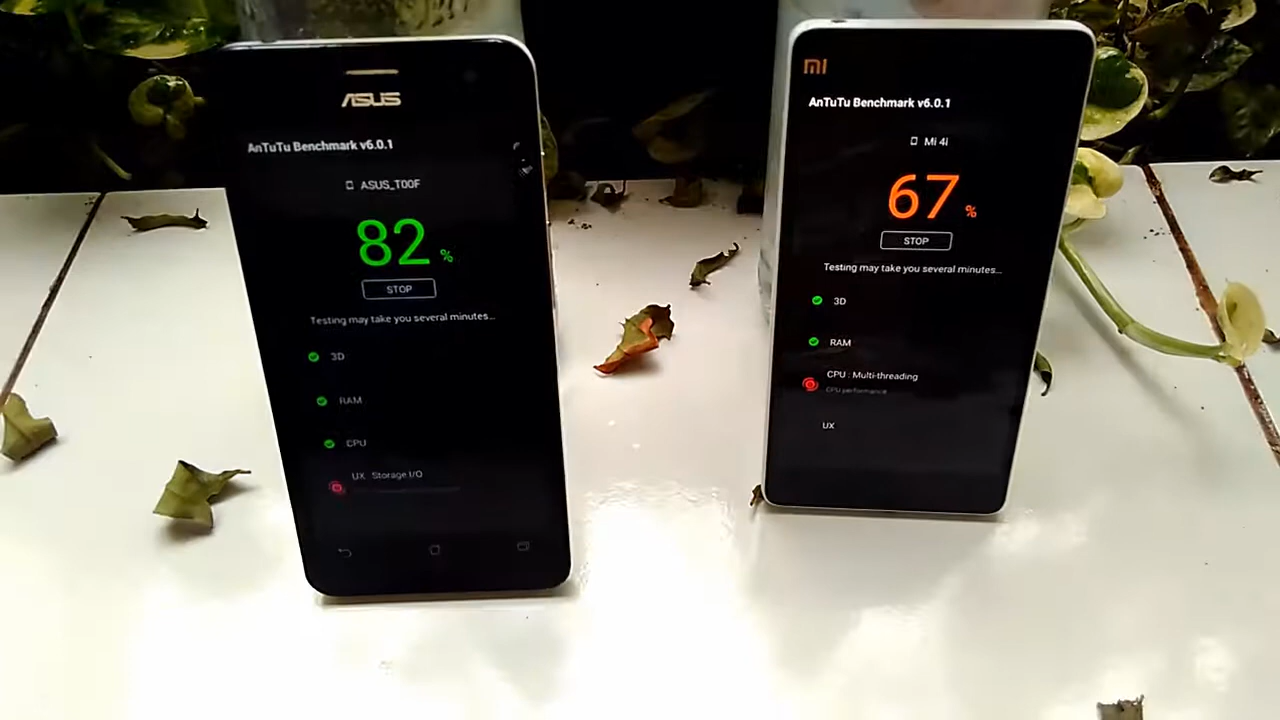 ASUS
AnTuTu Benchmark v6.0.1
ASUS_T00F
82 %
STOP
Testing may take you several minutes...
3D
RAM
CPU
UX Storage I/O
mi
AnTuTu Benchmark v6.0.1
Mi 4i
67 %
STOP
Testing may take you several minutes...
3D
RAM
CPU : Multi-threading
CPU performance
UX